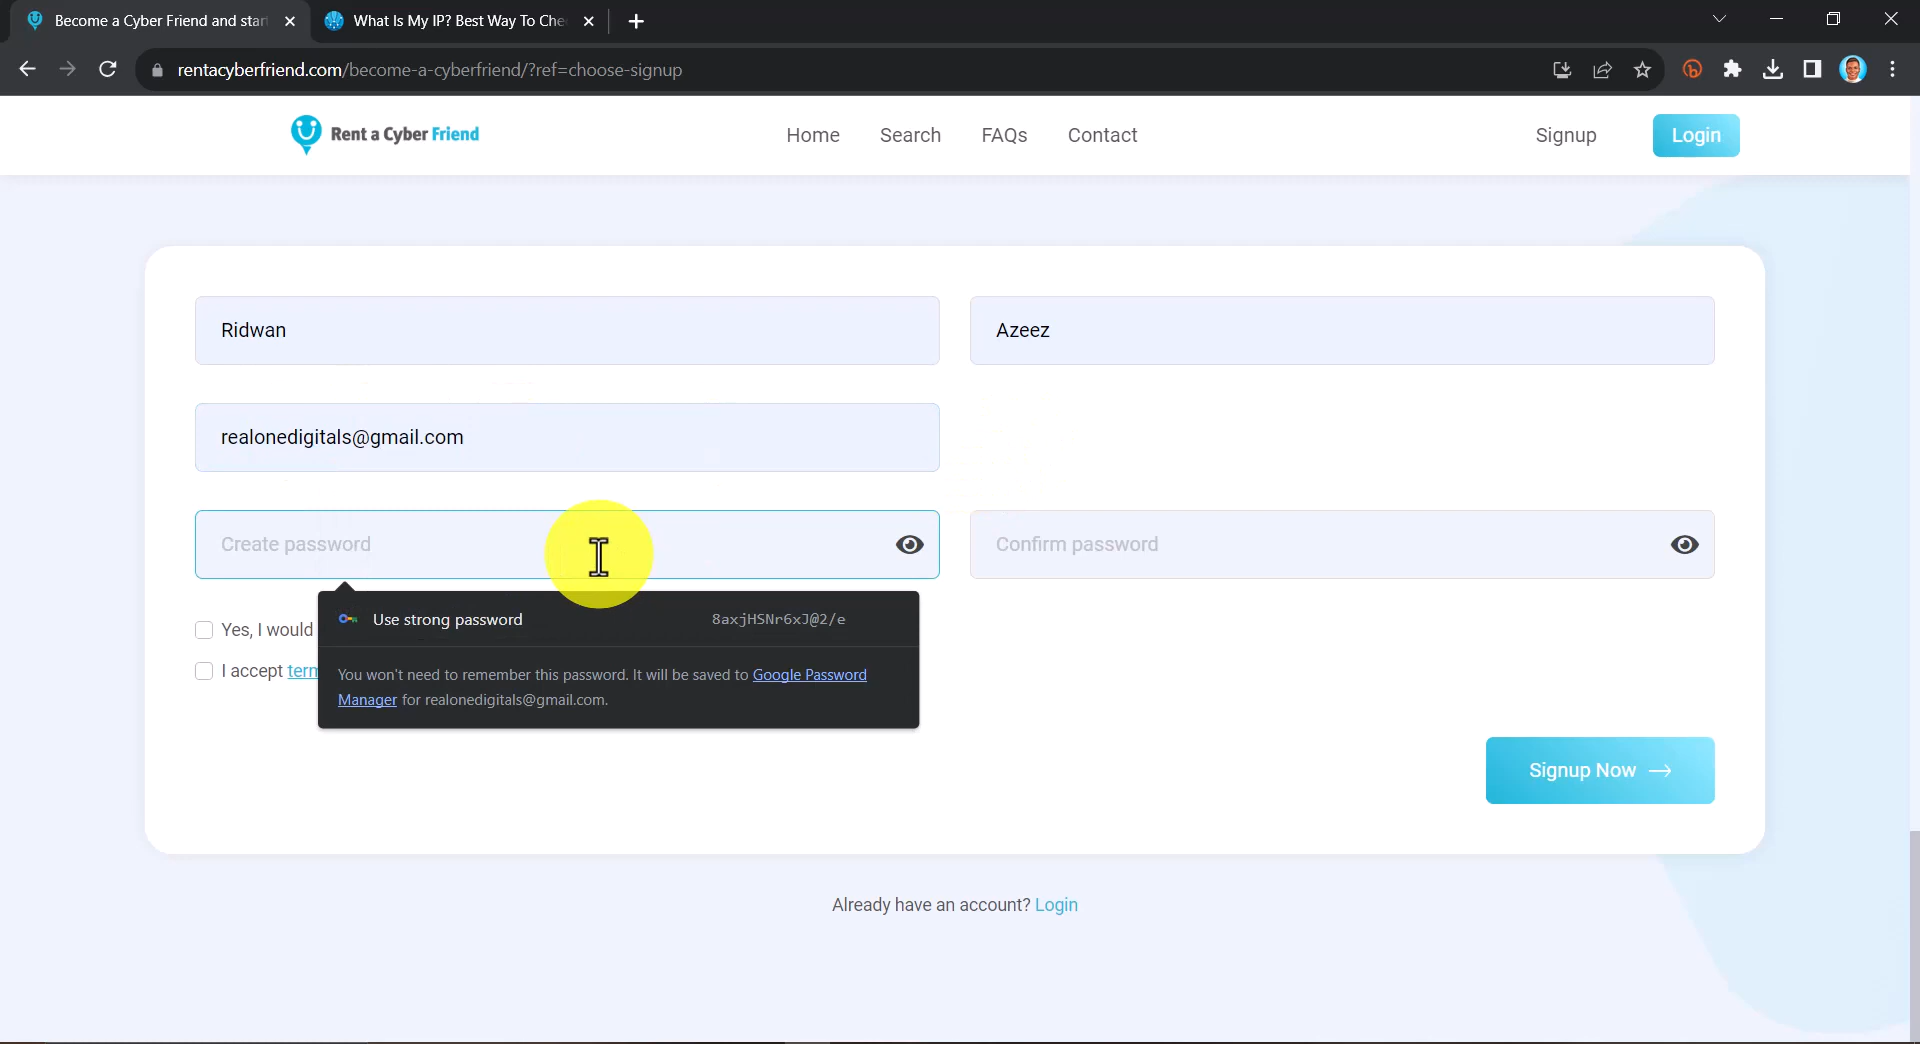 Become a Cyber Friend and start
What Is My IP? Best Way To Che
rentacyberfriend.com/become-a-cyberfriend/?ref=choose-signup
Rent a Cyber Friend
Home
Search
FAQs
Contact
Signup
Login
Ridwan
Azeez
realonedigitals@gmail.com
Create password
Confirm password
Use strong password
8axjHSNr6xJ@2/e
Yes, I would
I accept term
You won't need to remember this password. It will be saved to Google Password
Manager for realonedigitals@gmail.com.
Signup Now
Already have an account? Login